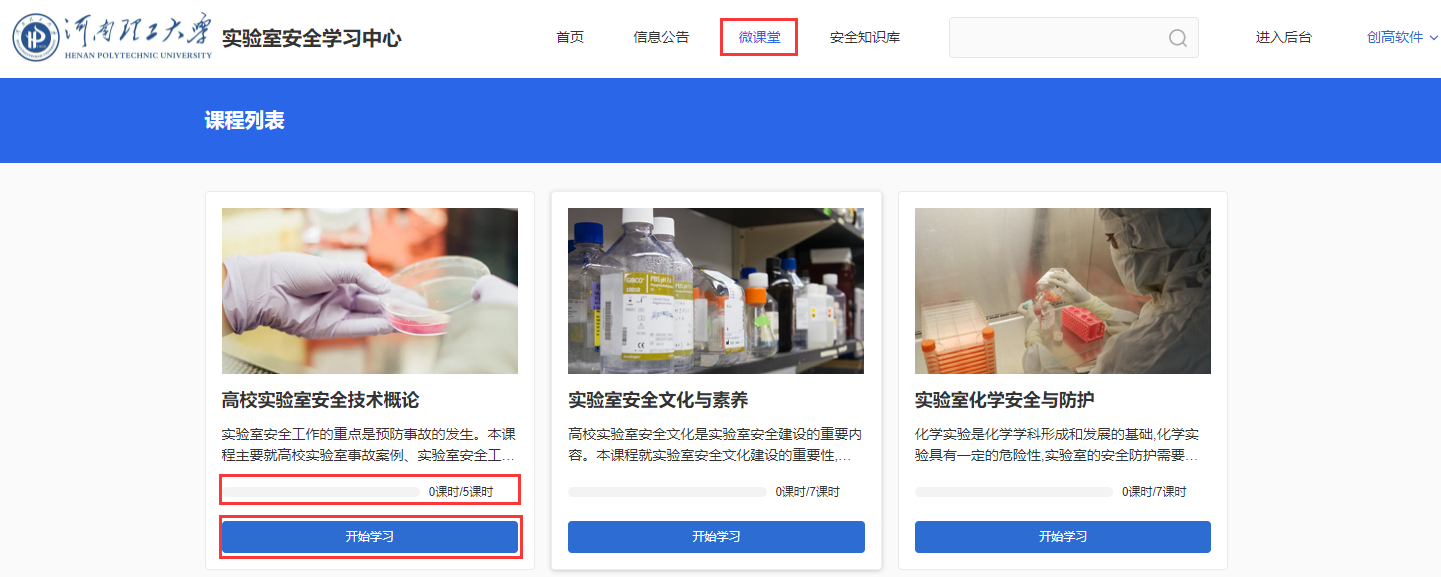 河南理工大学
HENAN POLYTECHNIC UNIVERSITY
实验室安全学习中心
首页
信息公告
微课堂
安全知识库
进入后台
创高软件
课程列表
高校实验室安全技术概论
实验室安全工作的重点是预防事故的发生。本课
程主要就高校实验室事故案例、实验室安全工…
0课时/5课时
开始学习
实验室安全文化与素养
高校实验室安全文化是实验室安全建设的重要内
容。本课程就实验室安全文化建设的重要性,…
0课时/7课时
开始学习
实验室化学安全与防护
化学实验是化学学科形成和发展的基础,化学实
验具有一定的危险性,实验室的安全防护需要…
0课时/7课时
开始学习